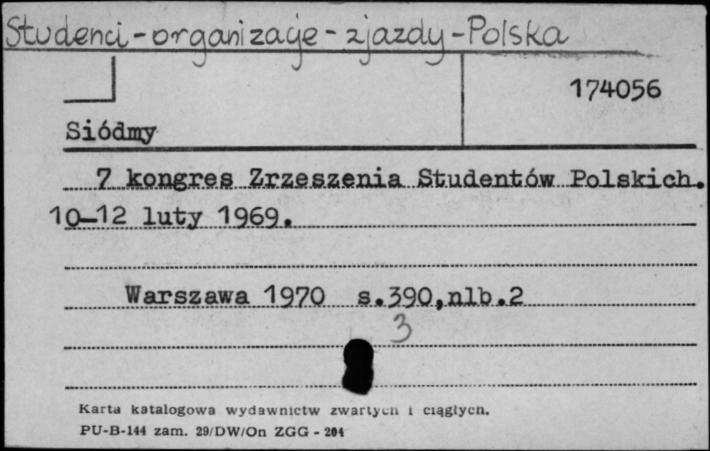 Studenci - organizacje - zjazdy - Polska
174056
Siódmy
7 kongres Zrzeszenia Studentów Polskich.
10-12 luty 1969.
Warszawa 1970 s.390,nlb.2
3
Karta katalogowa wydawnictw zwartych i ciągłych.
PU-B-144 zam. 29/DW/On ZGG - 204